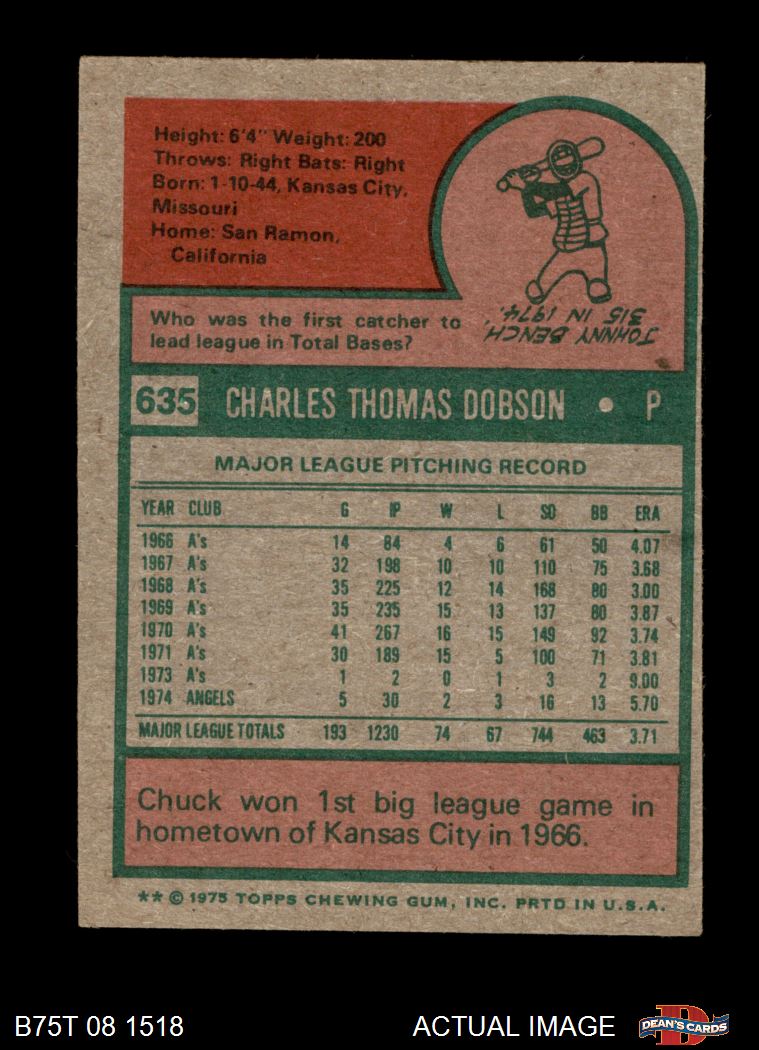 Height: 6'4" Weight: 200
Throws: Right Bats: Right
Born: 1-10-44, Kansas City,
Missouri
Home: San Ramon,
California
Who was the first catcher to
lead league in Total Bases?
JOHNNY BENCH,
315 IN 1974.
635 CHARLES THOMAS DOBSON • P
MAJOR LEAGUE PITCHING RECORD
YEAR CLUB G IP W L SO BB ERA
1966 A's 14 84 4 6 61 50 4.07
1967 A's 32 198 10 10 110 75 3.68
1968 A's 35 225 12 14 168 80 3.00
1969 A's 35 235 15 13 137 80 3.87
1970 A's 41 267 16 15 149 92 3.74
1971 A's 30 189 15 5 100 71 3.81
1973 A's 1 2 0 1 3 2 9.00
1974 ANGELS 5 30 2 3 16 13 5.70
MAJOR LEAGUE TOTALS 193 1230 74 67 744 463 3.71
Chuck won 1st big league game in
hometown of Kansas City in 1966.
** © 1975 TOPPS CHEWING GUM, INC. PRTD IN U.S.A.
B75T 08 1518 ACTUAL IMAGE D DEAN'S CARDS